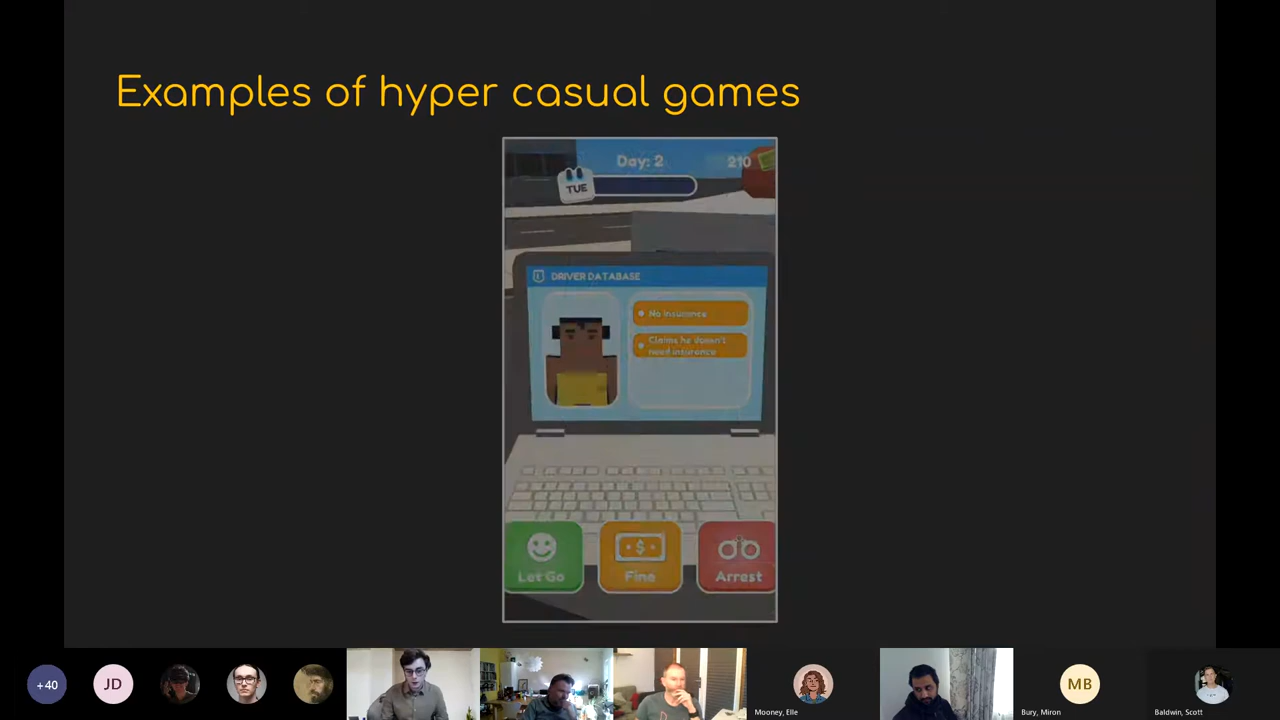 Examples of hyper casual games
Day: 2
210
TUE
DRIVER DATABASE
No insurance
Claims he doesn't
need insurance
Let Go
Fine
Arrest
+40
JD
MB
Mooney, Elle
Bury, Miron
Baldwin, Scott